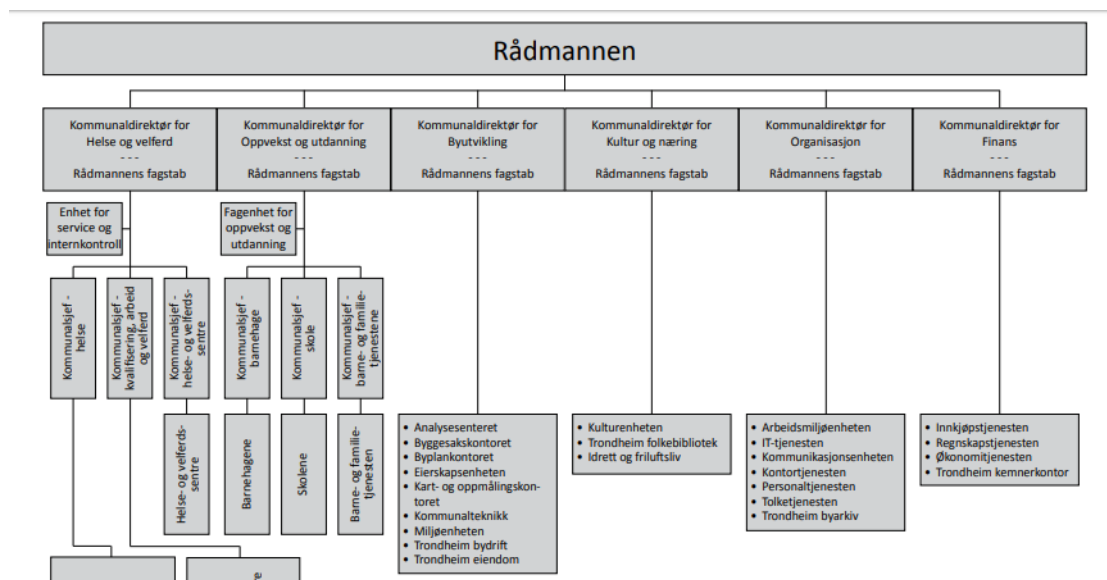 Rådmannen
Kommunaldirektør for
Helse og velferd
- - -
Rådmannens fagstab
Kommunaldirektør for
Oppvekst og utdanning
- - -
Rådmannens fagstab
Kommunaldirektør for
Byutvikling
- - -
Rådmannens fagstab
Kommunaldirektør for
Kultur og næring
- - -
Rådmannens fagstab
Kommunaldirektør for
Organisasjon
- - -
Rådmannens fagstab
Kommunaldirektør for
Finans
- - -
Rådmannens fagstab
Enhet for
service og
internkontroll
Fagenhet for
oppvekst og
utdanning
Kommunalsjef -
helse
Kommunalsjef -
kvalifisering, arbeid
og velferd
Kommunalsjef -
helse- og velferds-
sentre
Kommunalsjef -
barnehage
Kommunalsjef -
skole
Kommunalsjef -
barne- og familie-
tjenestene
Helse- og velferds-
sentre
Barnehagene
Skolene
Barne- og familie-
tjenesten
• Analysesenteret
• Byggesakskontoret
• Byplankontoret
• Eierskapsenheten
• Kart- og oppmålingskon-
toret
• Kommunalteknikk
• Miljøenheten
• Trondheim bydrift
• Trondheim eiendom
• Kulturenheten
• Trondheim folkebibliotek
• Idrett og friluftsliv
• Arbeidsmiljøenheten
• IT-tjenesten
• Kommunikasjonsenheten
• Kontortjenesten
• Personaltjenesten
• Tolketjenesten
• Trondheim byarkiv
• Innkjøpstjenesten
• Regnskapstjenesten
• Økonomitjenesten
• Trondheim kemnerkontor